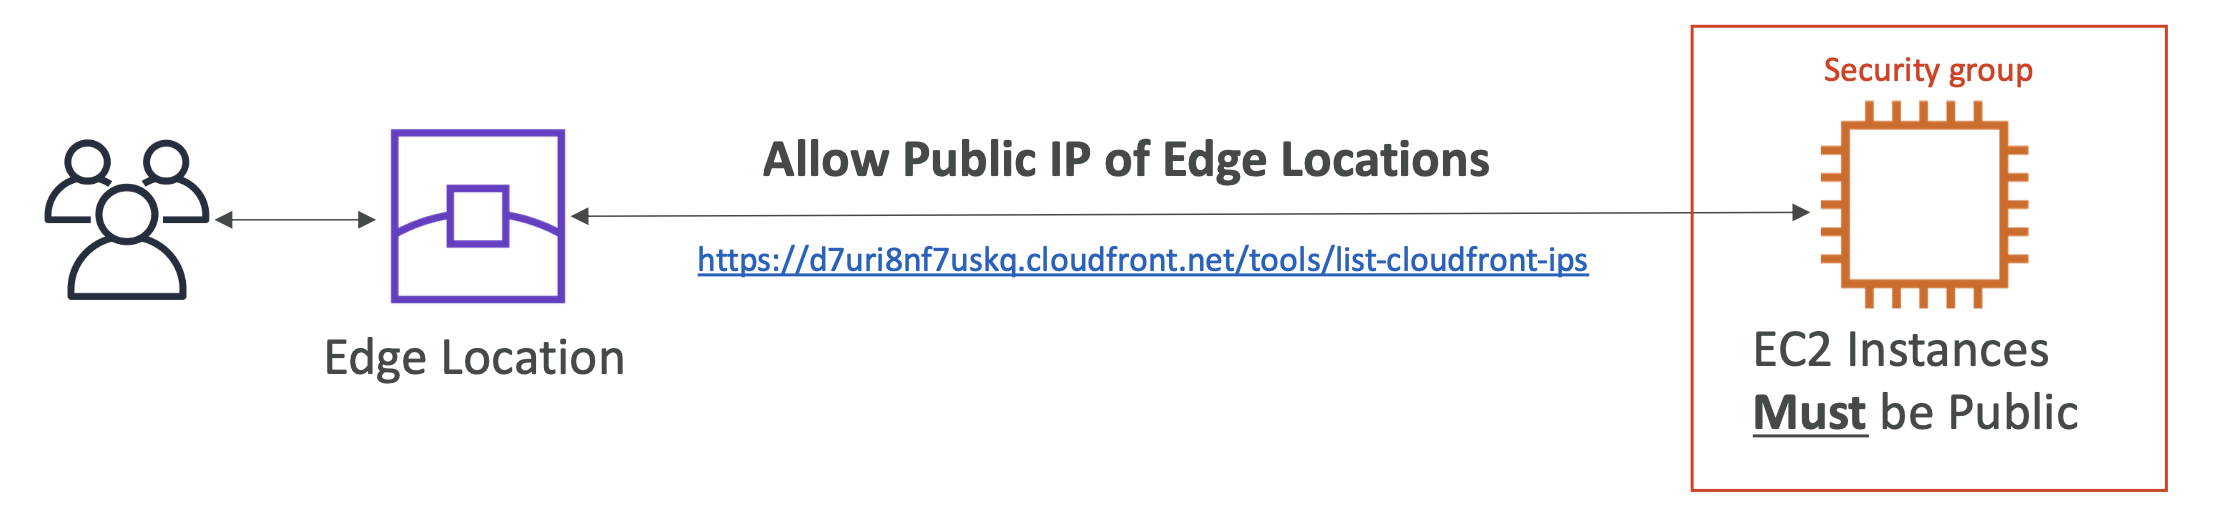 Security group
Allow Public IP of Edge Locations
https://d7uri8nf7uskq.cloudfront.net/tools/list-cloudfront-ips
Edge Location
EC2 Instances
Must be Public